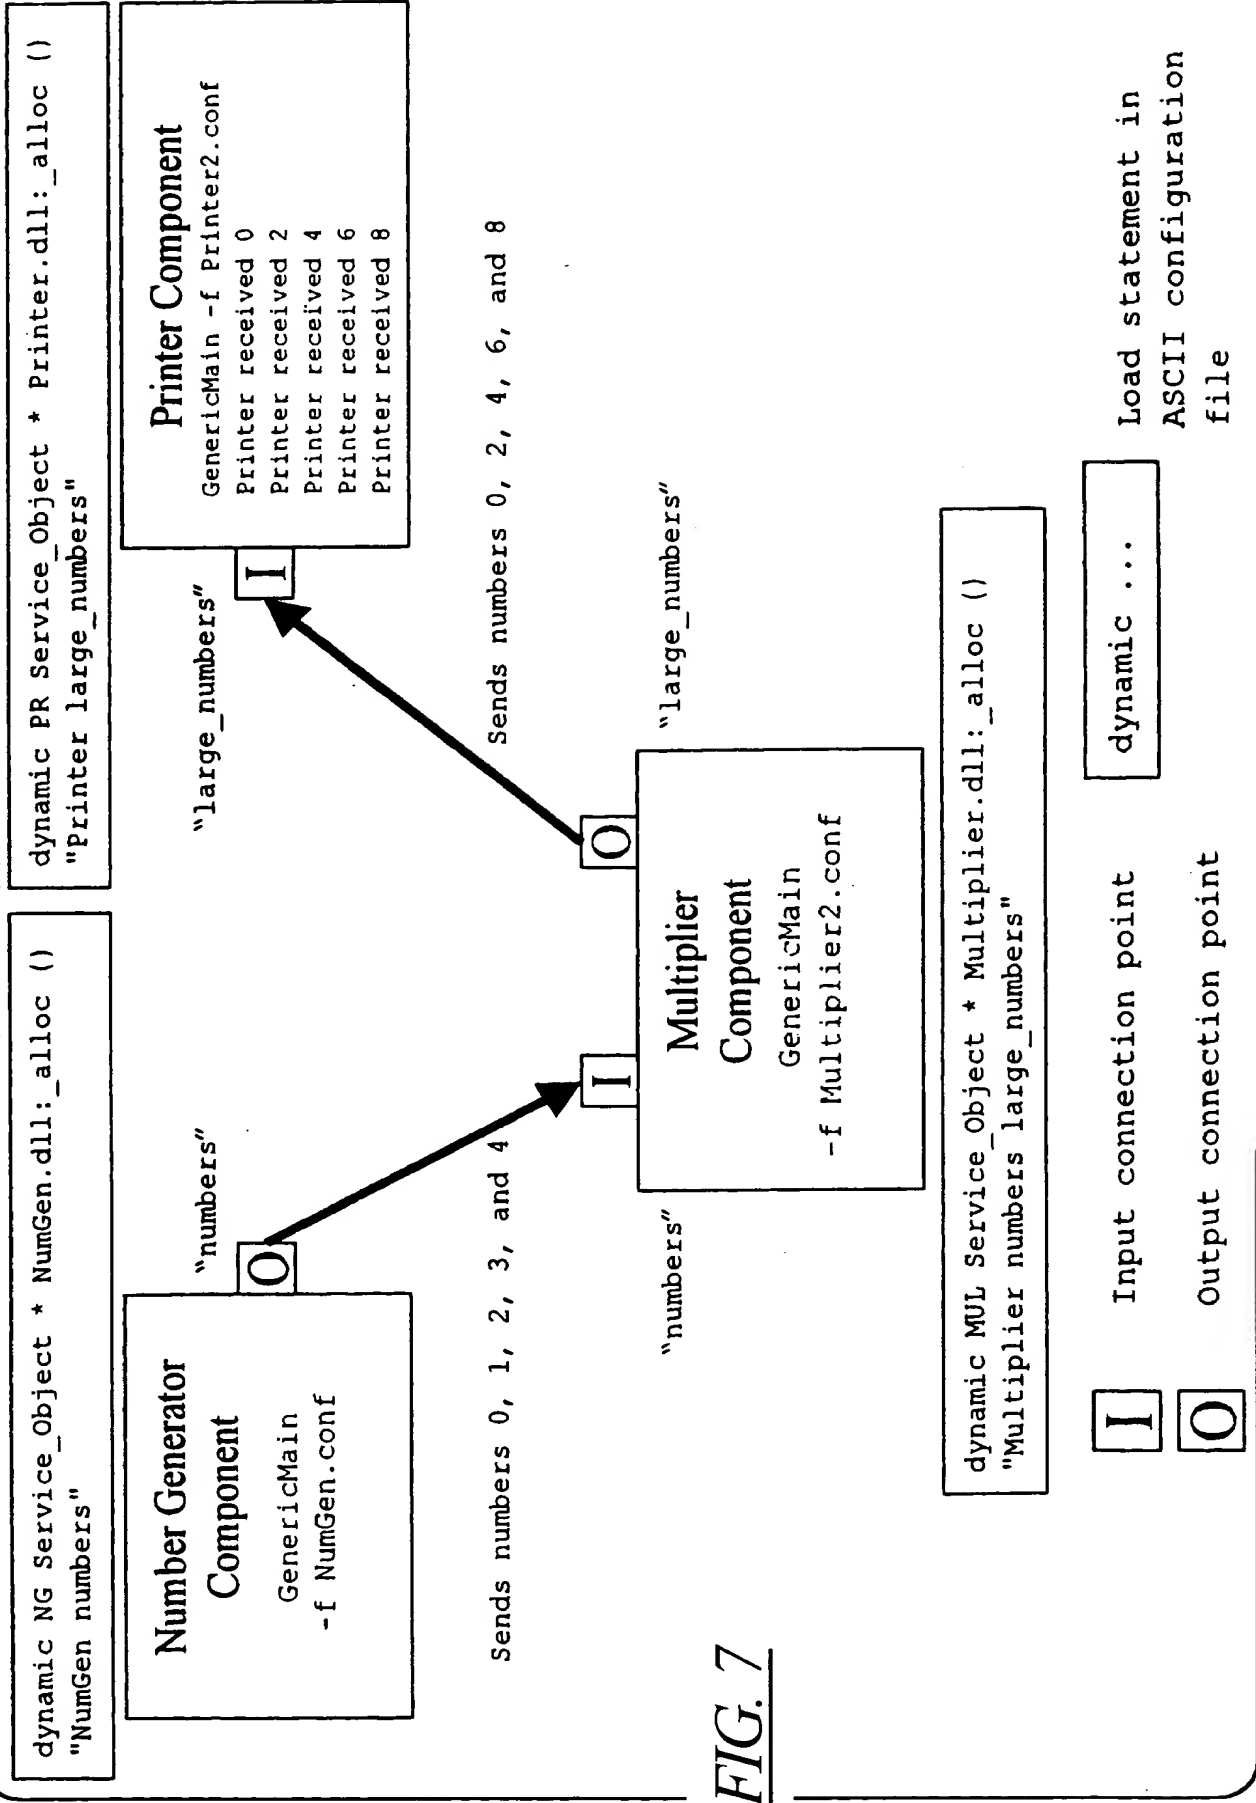 dynamic NG Service_Object * NumGen.dll:_alloc ()
"NumGen numbers"
dynamic PR Service_Object * Printer.dll:_alloc ()
"Printer large_numbers"
Number Generator
Component
GenericMain
-f NumGen.conf
O
"numbers"
Sends numbers 0, 1, 2, 3, and 4
Printer Component
GenericMain -f Printer2.conf
Printer received 0
Printer received 2
Printer received 4
Printer received 6
Printer received 8
I
"large_numbers"
Sends numbers 0, 2, 4, 6, and 8
"numbers"
I
O
"large_numbers"
Multiplier
Component
GenericMain
-f Multiplier2.conf
dynamic MUL Service_Object * Multiplier.dll:_alloc ()
"Multiplier numbers large_numbers"
I
Input connection point
O
Output connection point
dynamic ...
Load statement in
ASCII configuration
file
FIG. 7